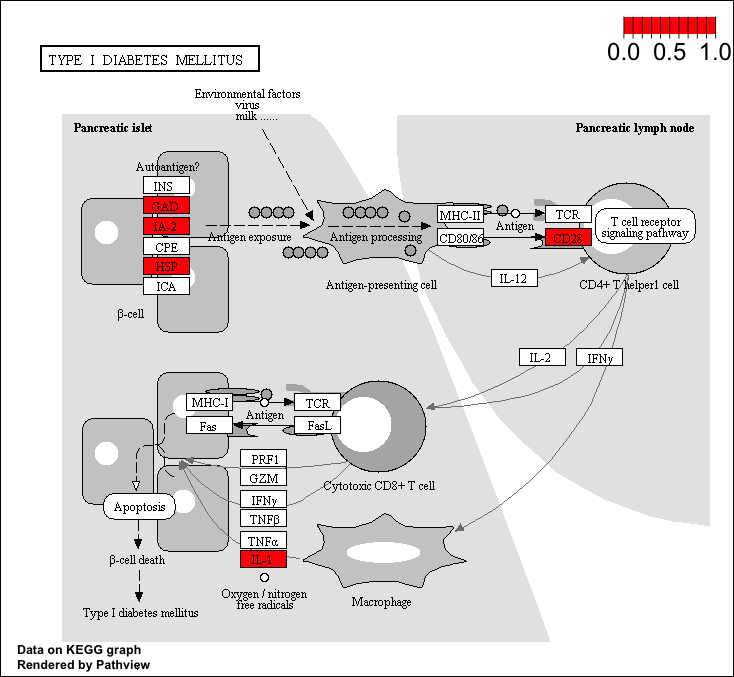 0.0 0.5 1.0
TYPE I DIABETES MELLITUS
Environmental factors
virus
milk ......
Pancreatic islet
Pancreatic lymph node
Autoantigen?
INS
GAD
IA-2
CPE
HSP
ICA
β-cell
Antigen exposure
Antigen processing
Antigen-presenting cell
MHC-II
CD80/86
Antigen
TCR
CD28
T cell receptor
signaling pathway
IL-12
CD4+ T helper1 cell
IL-2
IFNγ
MHC-I
Antigen
TCR
Fas
FasL
PRF1
GZM
IFNγ
TNFβ
TNFα
IL-1
Cytotoxic CD8+ T cell
Apoptosis
β-cell death
Type I diabetes mellitus
Oxygen / nitrogen
free radicals
Macrophage
Data on KEGG graph
Rendered by Pathview